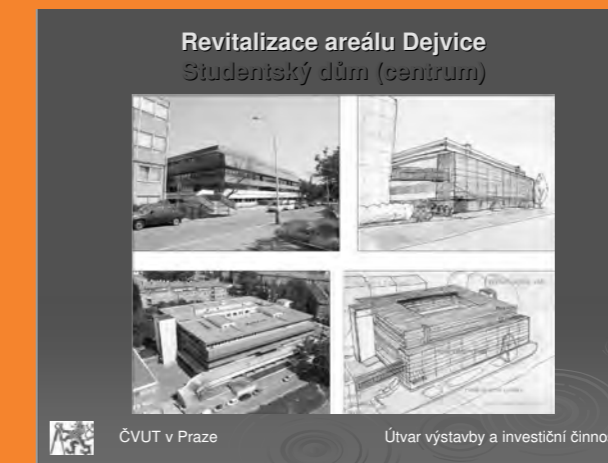 Revitalizace areálu Dejvice
Studentský dům (centrum)
ČVUT v Praze
Útvar výstavby a investiční činno